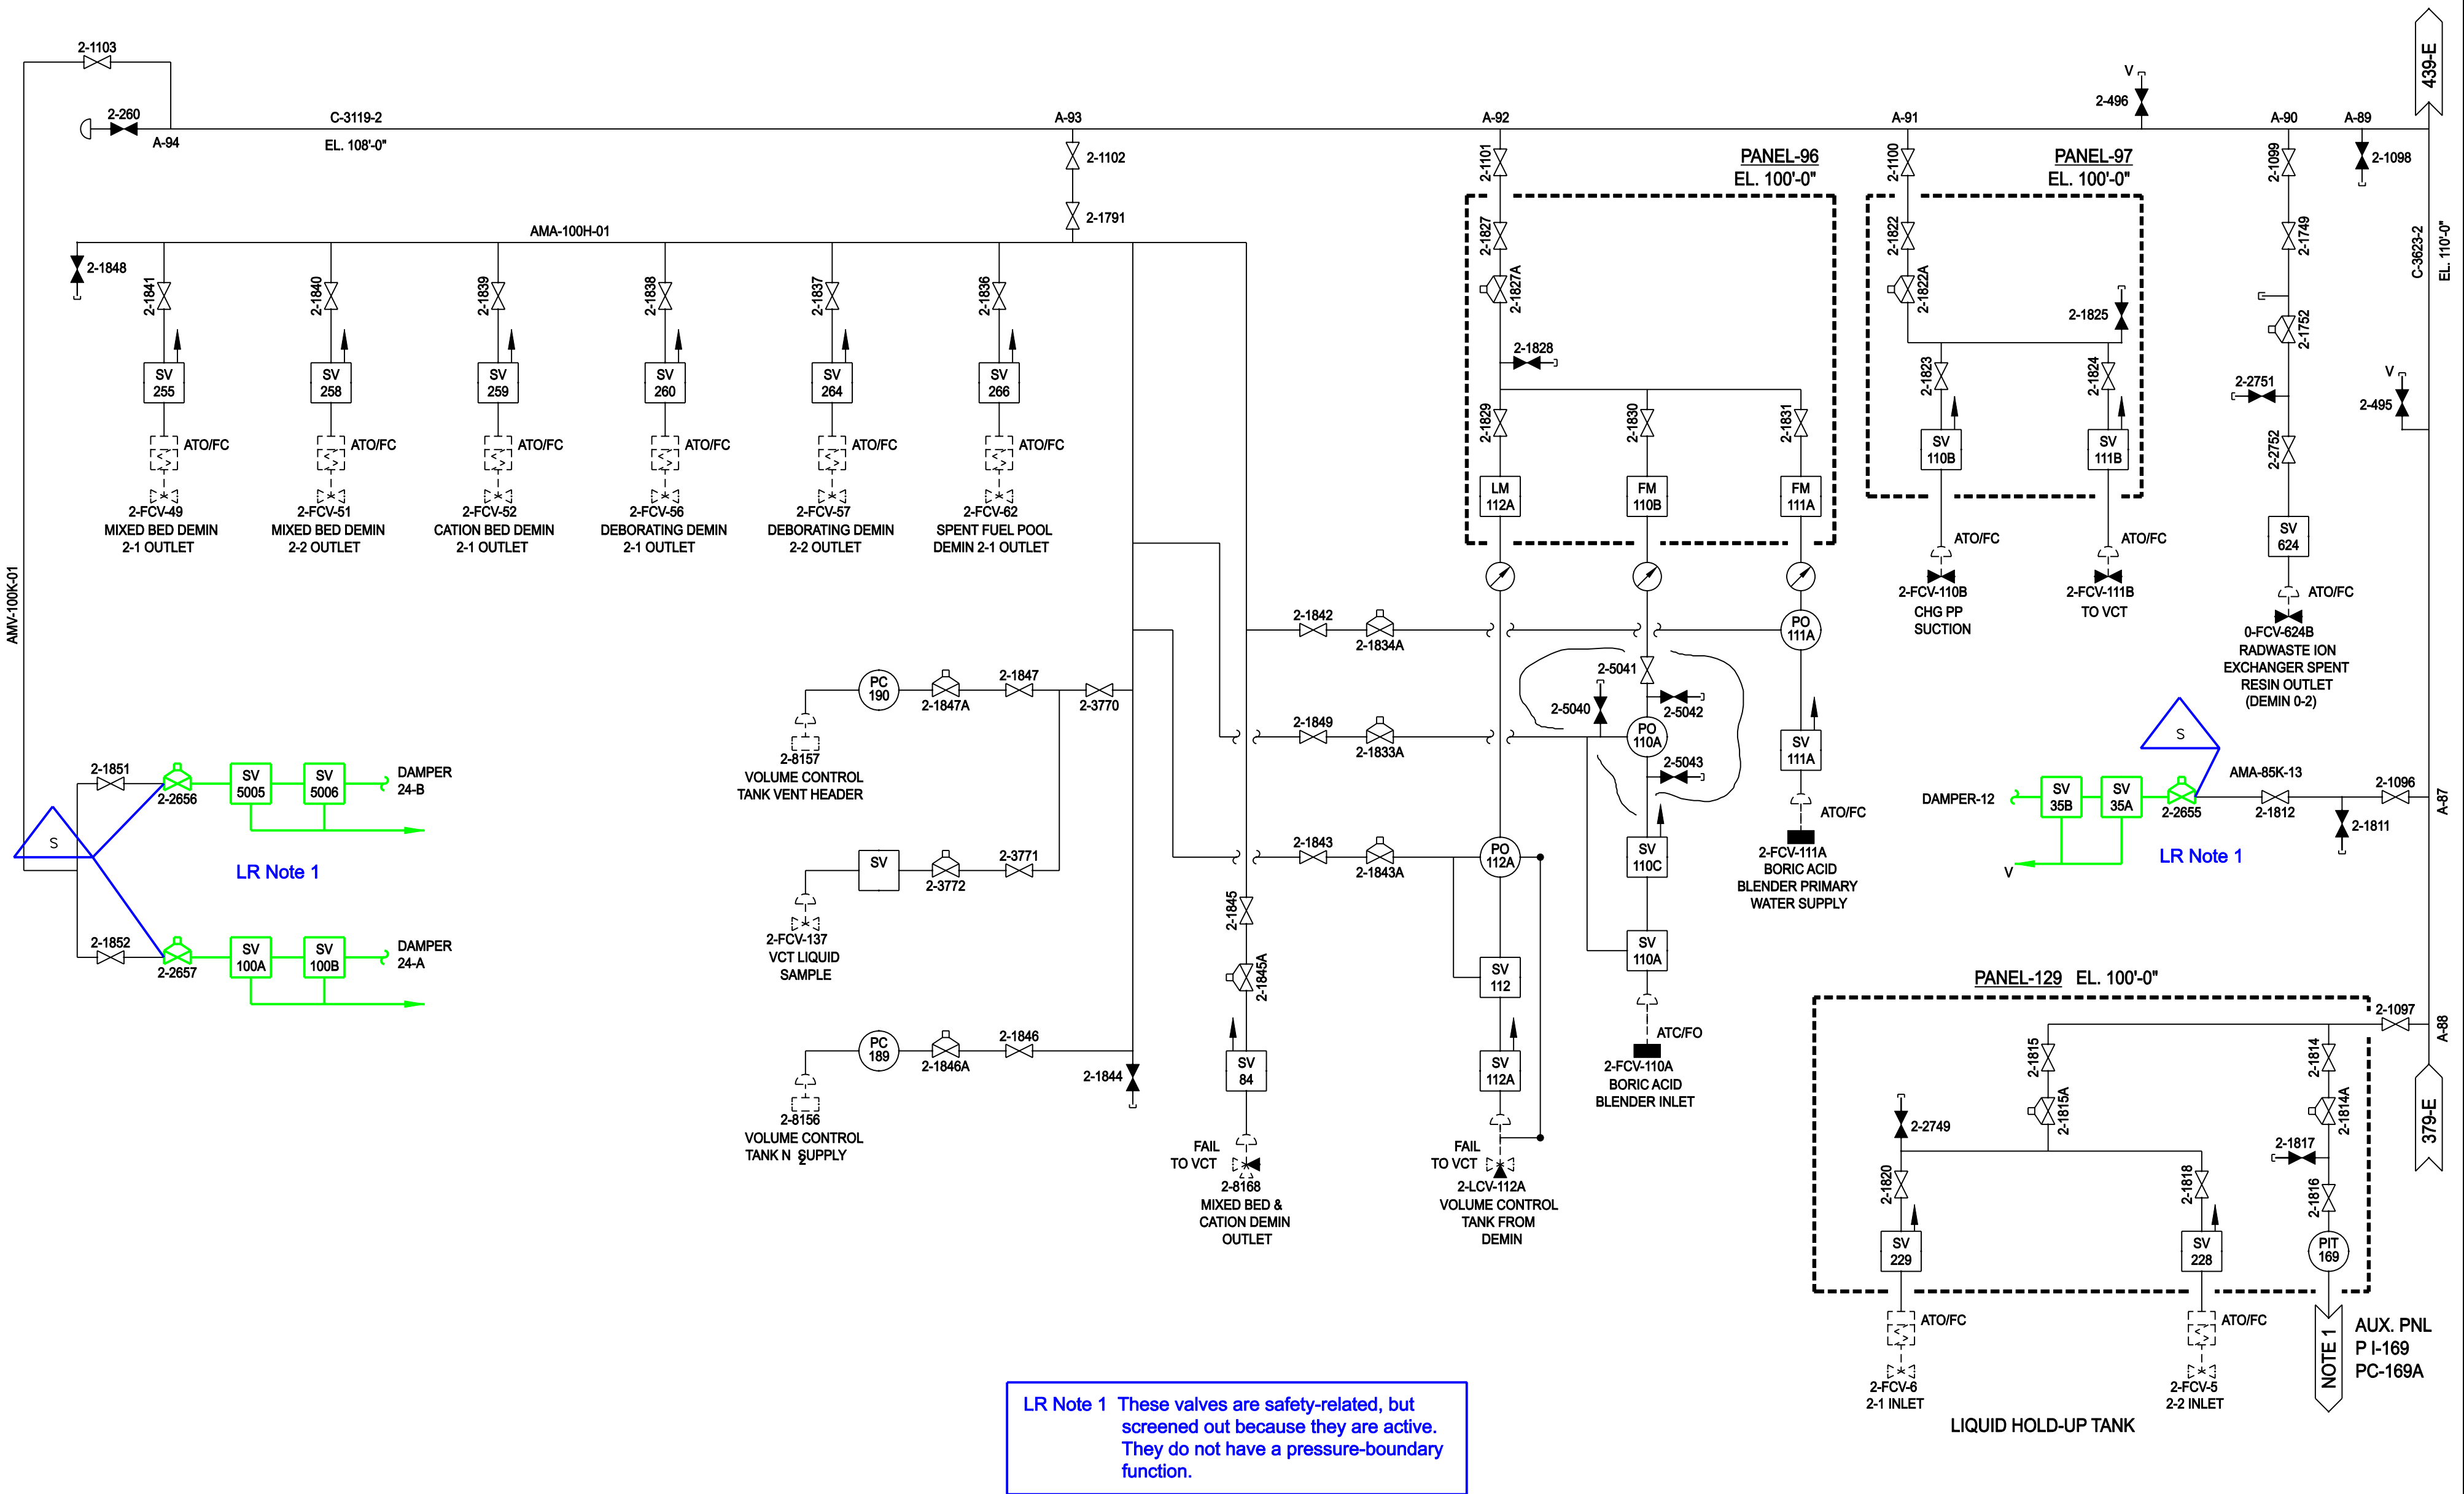 439-E
2-1103
2-260
A-94
C-3119-2
EL. 108'-0"
A-93
A-92
A-91
V
2-496
A-90
A-89
2-1102
2-1791
2-1101
PANEL-96
EL. 100'-0"
2-1100
PANEL-97
EL. 100'-0"
2-1099
2-1098
C-3623-2
EL. 110'-0"
AMA-100H-01
2-1848
2-1841
2-1840
2-1839
2-1838
2-1837
2-1836
2-1827
2-1827A
2-1828
2-1829
2-1830
2-1831
2-1822
2-1822A
2-1825
2-1823
2-1824
2-1749
2-1752
2-2751
2-2752
V
2-495
SV
255
SV
258
SV
259
SV
260
SV
264
SV
266
ATO/FC
ATO/FC
ATO/FC
ATO/FC
ATO/FC
ATO/FC
2-FCV-49
MIXED BED DEMIN
2-1 OUTLET
2-FCV-51
MIXED BED DEMIN
2-2 OUTLET
2-FCV-52
CATION BED DEMIN
2-1 OUTLET
2-FCV-56
DEBORATING DEMIN
2-1 OUTLET
2-FCV-57
DEBORATING DEMIN
2-2 OUTLET
2-FCV-62
SPENT FUEL POOL
DEMIN 2-1 OUTLET
LM
112A
FM
110B
FM
111A
SV
110B
SV
111B
SV
624
ATO/FC
2-FCV-110B
CHG PP
SUCTION
ATO/FC
2-FCV-111B
TO VCT
ATO/FC
0-FCV-624B
RADWASTE ION
EXCHANGER SPENT
RESIN OUTLET
(DEMIN 0-2)
AMV-100K-01
2-1842
2-1834A
PO
111A
2-5041
2-5040
2-5042
PO
110A
2-5043
2-1849
2-1833A
2-1843
2-1843A
PO
112A
SV
111A
ATO/FC
2-FCV-111A
BORIC ACID
BLENDER PRIMARY
WATER SUPPLY
SV
110C
SV
110A
ATC/FO
2-FCV-110A
BORIC ACID
BLENDER INLET
PC
190
2-1847A
2-1847
2-3770
2-8157
VOLUME CONTROL
TANK VENT HEADER
SV
2-3772
2-3771
2-FCV-137
VCT LIQUID
SAMPLE
PC
189
2-1846A
2-1846
2-1844
2-8156
VOLUME CONTROL
TANK N2 SUPPLY
2-1845
2-1845A
SV
84
FAIL
TO VCT
2-8168
MIXED BED &
CATION DEMIN
OUTLET
SV
112
SV
112A
FAIL
TO VCT
2-LCV-112A
VOLUME CONTROL
TANK FROM
DEMIN
2-1851
2-2656
SV
5005
SV
5006
DAMPER
24-B
S
LR Note 1
2-1852
2-2657
SV
100A
SV
100B
DAMPER
24-A
S
DAMPER-12
SV
35B
SV
35A
2-2655
AMA-85K-13
2-1812
2-1096
2-1811
A-87
LR Note 1
V
PANEL-129 EL. 100'-0"
2-1097
A-88
379-E
2-1815
2-1815A
2-1814
2-1814A
2-2749
2-1817
2-1820
2-1818
2-1816
SV
229
SV
228
PIT
169
ATO/FC
2-FCV-6
2-1 INLET
ATO/FC
2-FCV-5
2-2 INLET
NOTE 1
AUX. PNL
P I-169
PC-169A
LIQUID HOLD-UP TANK
LR Note 1 These valves are safety-related, but
screened out because they are active.
They do not have a pressure-boundary
function.